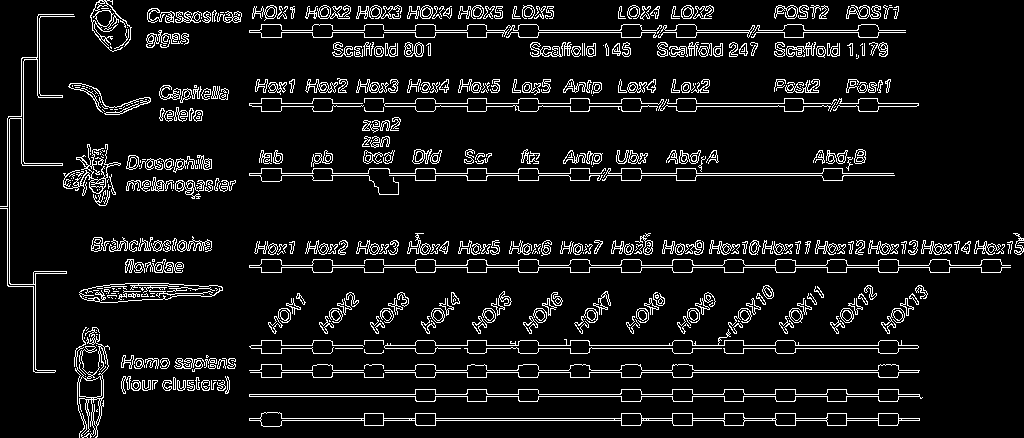 Crassostrea gigas
HOX1 HOX2 HOX3 HOX4 HOX5 LOX5 LOX4 LOX2 POST2 POST1
Scaffold 801 Scaffold 145 Scaffold 247 Scaffold 1,179
Capitella teleta
Hox1 Hox2 Hox3 Hox4 Hox5 Lox5 Antp Lox4 Lox2 Post2 Post1
zen2
zen
Drosophila melanogaster
lab pb bcd Dfd Scr ftz Antp Ubx Abd-A Abd-B
Branchiostoma floridae
Hox1 Hox2 Hox3 Hox4 Hox5 Hox6 Hox7 Hox8 Hox9 Hox10 Hox11 Hox12 Hox13 Hox14 Hox15
HOX1 HOX2 HOX3 HOX4 HOX5 HOX6 HOX7 HOX8 HOX9 HOX10 HOX11 HOX12 HOX13
Homo sapiens
(four clusters)